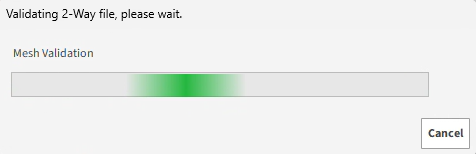 Validating 2-Way file, please wait.
Mesh Validation
Cancel